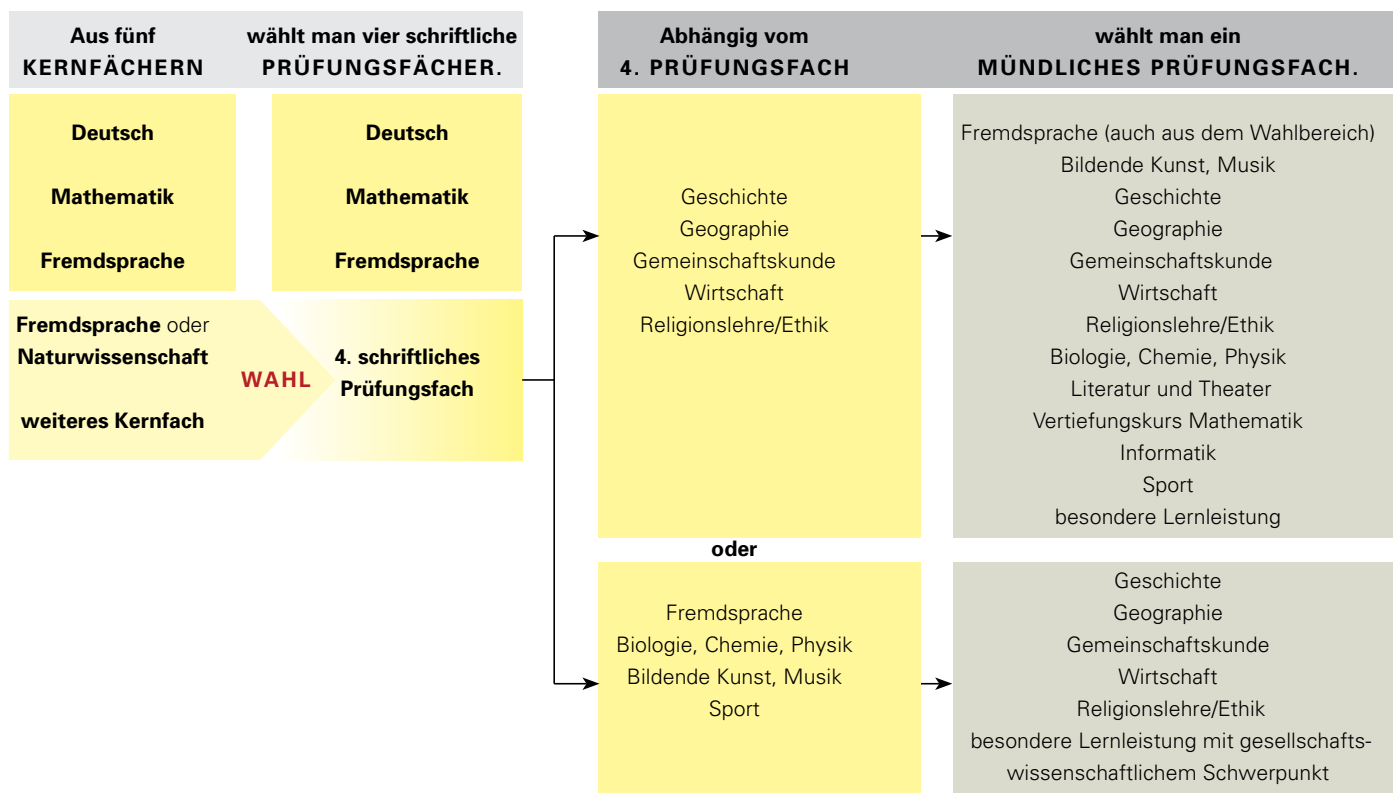 Aus fünf
KERNFÄCHERN
wählt man vier schriftliche
PRÜFUNGSFÄCHER.
Abhängig vom
4. PRÜFUNGSFACH
wählt man ein
MÜNDLICHES PRÜFUNGSFACH.
Deutsch
Mathematik
Fremdsprache
Fremdsprache oder
Naturwissenschaft
weiteres Kernfach
WAHL
Deutsch
Mathematik
Fremdsprache
4. schriftliches
Prüfungsfach
Geschichte
Geographie
Gemeinschaftskunde
Wirtschaft
Religionslehre/Ethik
Fremdsprache (auch aus dem Wahlbereich)
Bildende Kunst, Musik
Geschichte
Geographie
Gemeinschaftskunde
Wirtschaft
Religionslehre/Ethik
Biologie, Chemie, Physik
Literatur und Theater
Vertiefungskurs Mathematik
Informatik
Sport
besondere Lernleistung
oder
Fremdsprache
Biologie, Chemie, Physik
Bildende Kunst, Musik
Sport
Geschichte
Geographie
Gemeinschaftskunde
Wirtschaft
Religionslehre/Ethik
besondere Lernleistung mit gesellschafts-
wissenschaftlichem Schwerpunkt